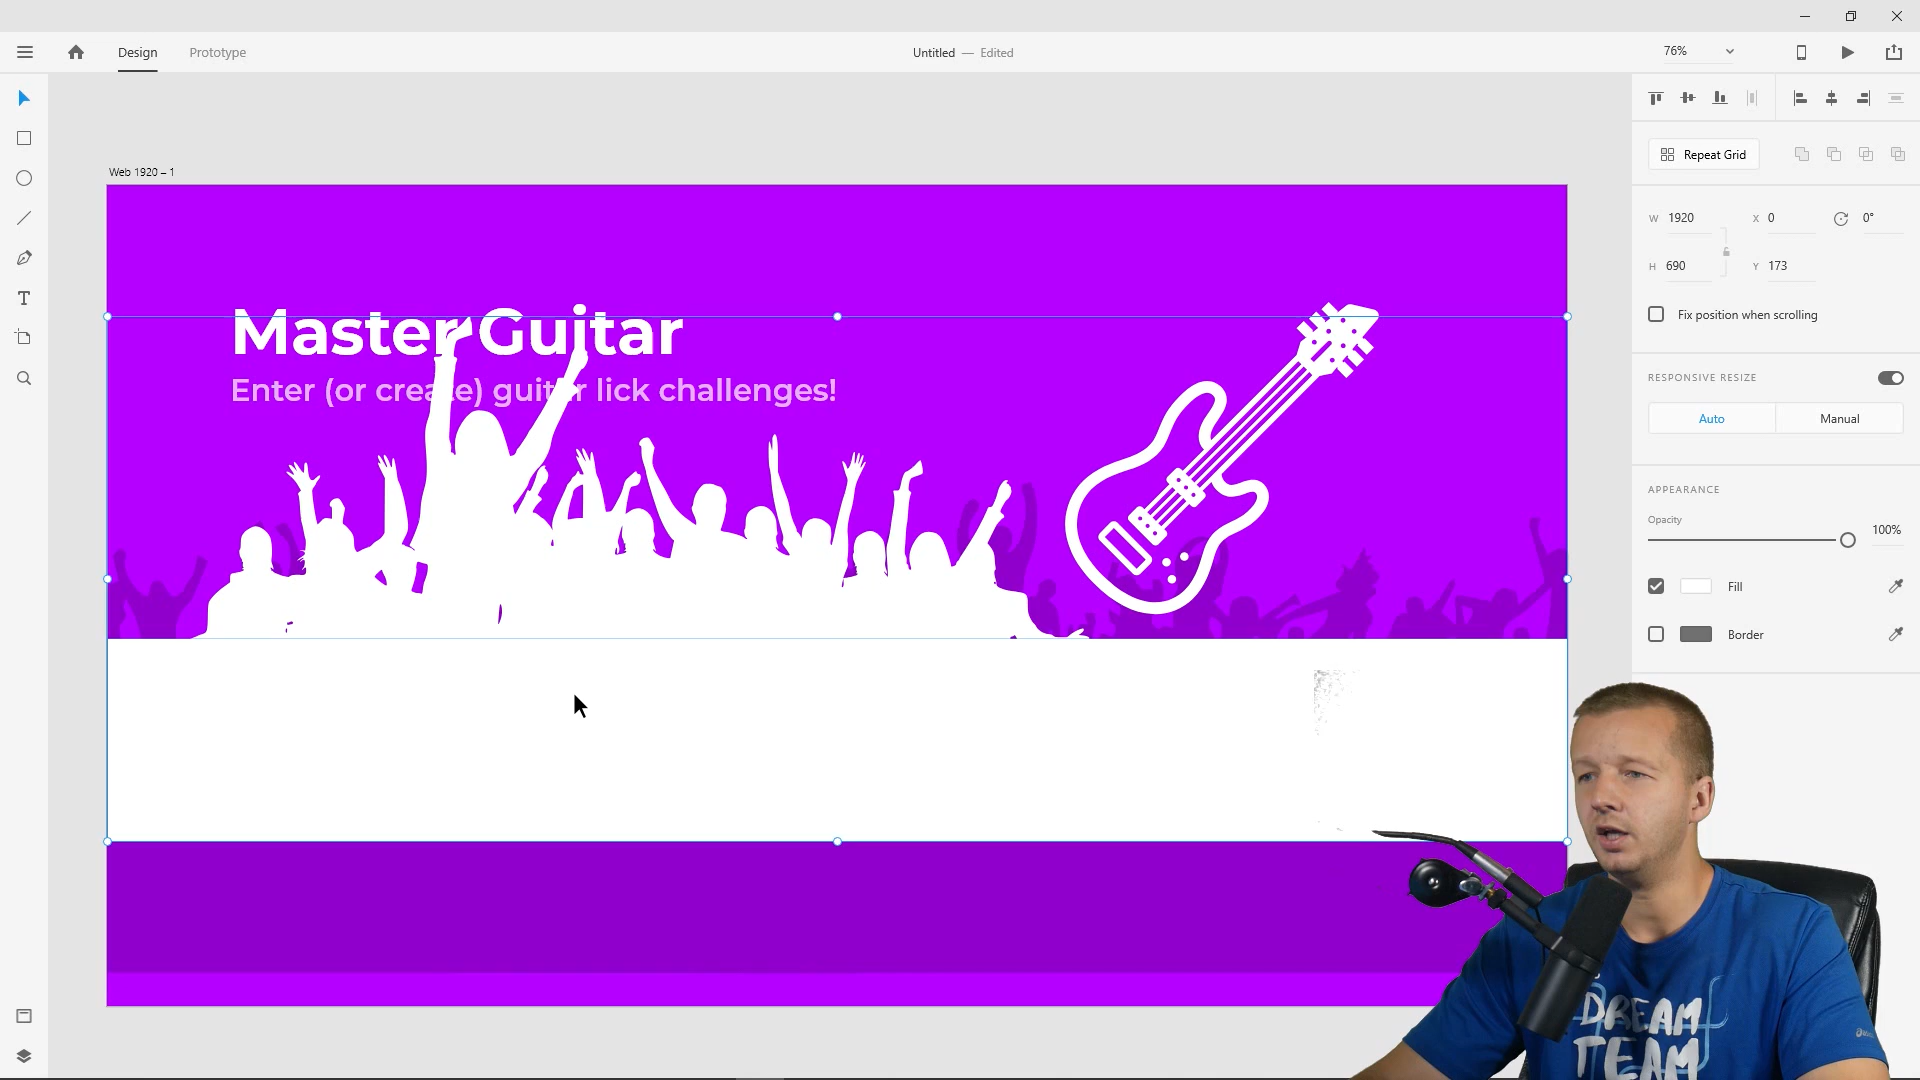 Design
Prototype
Untitled — Edited
76%
Web 1920 – 1
Repeat Grid
W 1920
X 0
0°
H 690
Y 173
Fix position when scrolling
RESPONSIVE RESIZE
Auto
Manual
APPEARANCE
Opacity
100%
Fill
Border
Master Guitar
Enter (or create) guitar lick challenges!
DREAM
TEAM